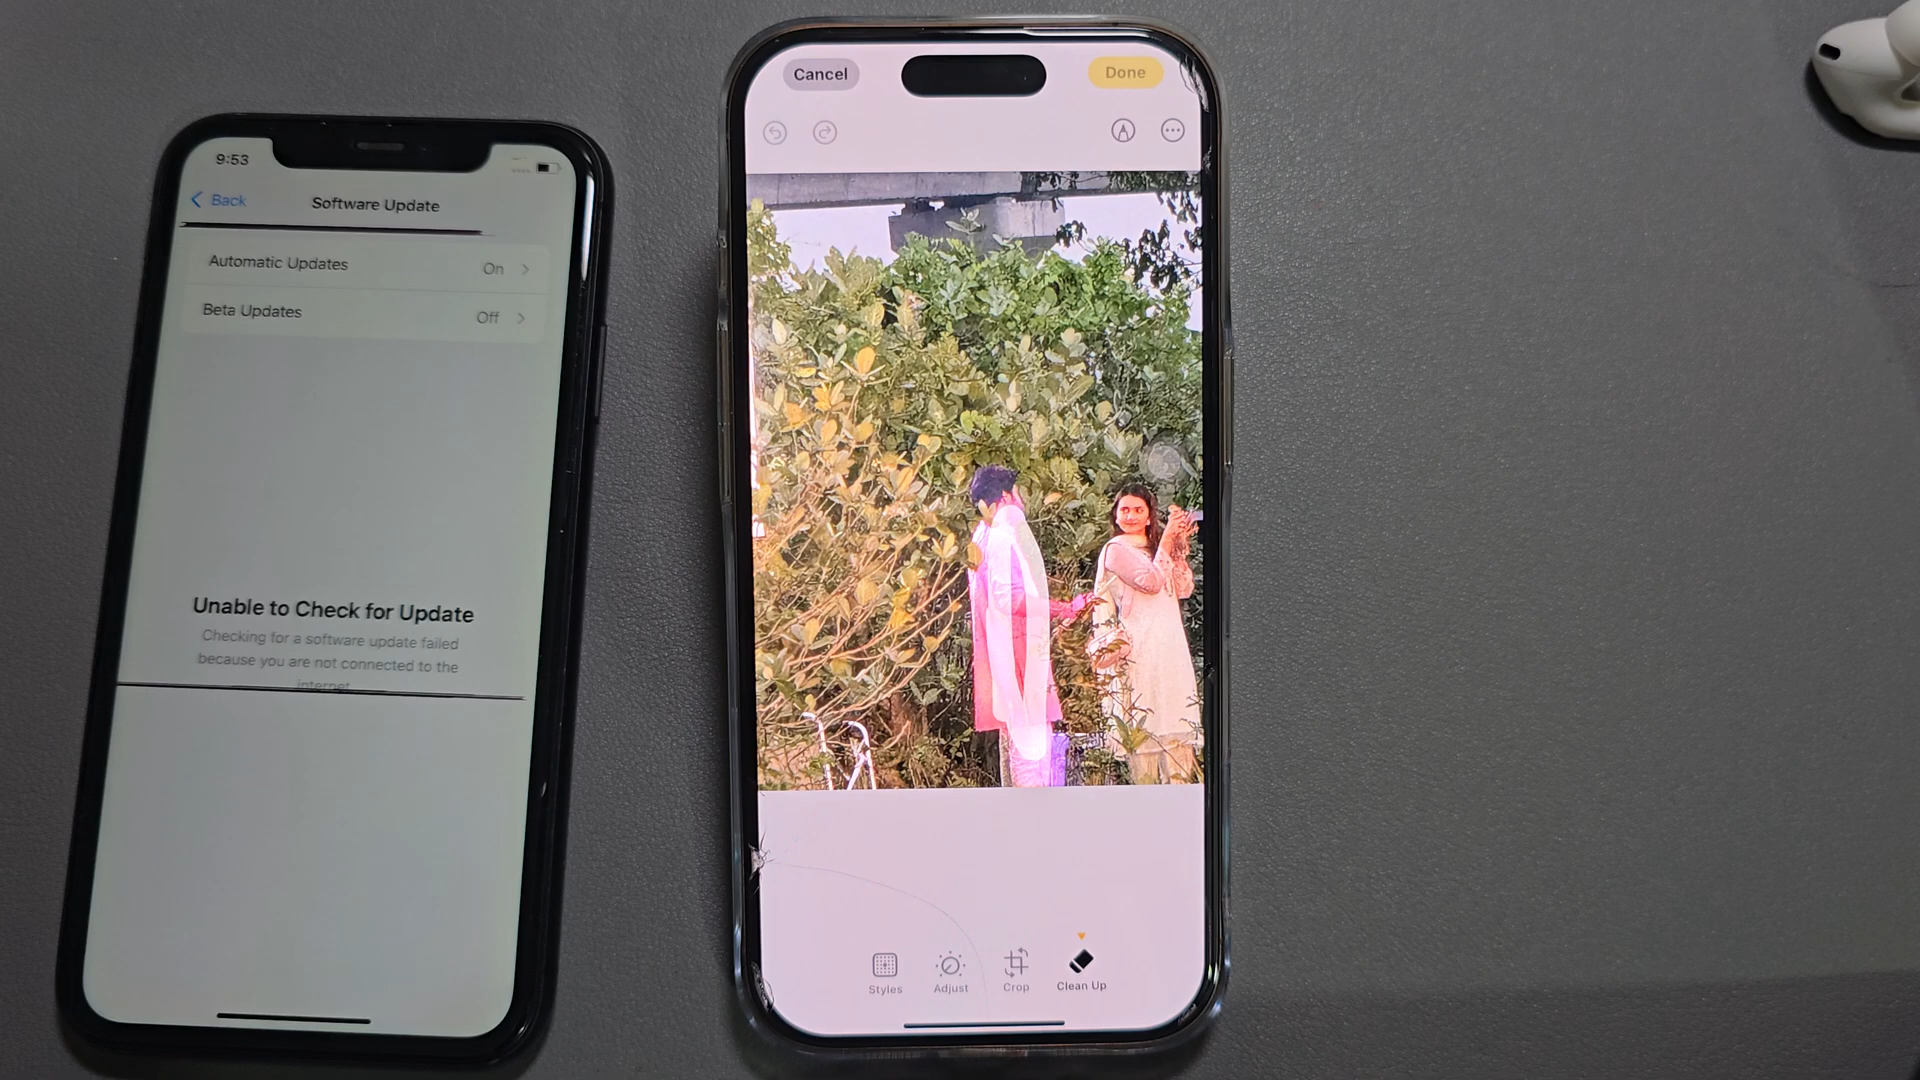 9:53
Back
Software Update
Automatic Updates
On
Beta Updates
Off
Unable to Check for Update
Checking for a software update failed
because you are not connected to the
internet.
Cancel
Done
Styles
Adjust
Crop
Clean Up